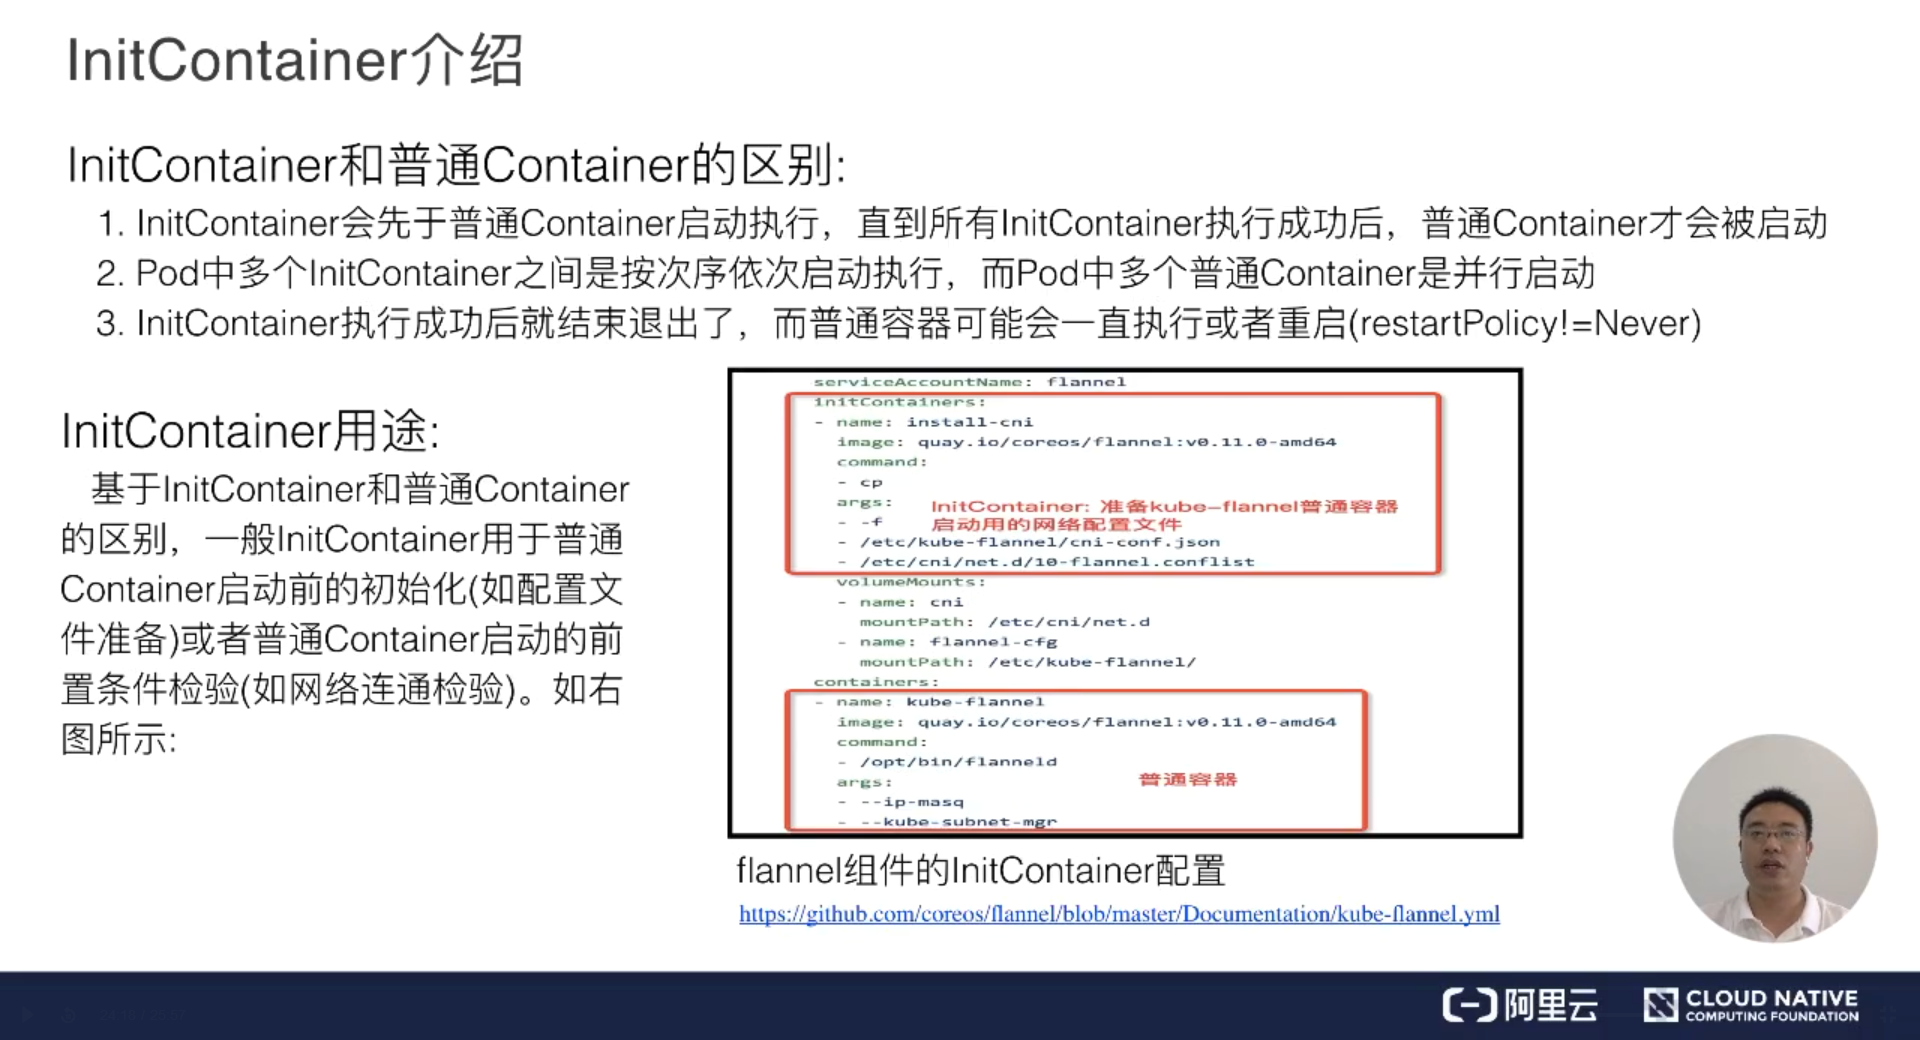 InitContainer介绍
InitContainer和普通Container的区别:
1. InitContainer会先于普通Container启动执行，直到所有InitContainer执行成功后，普通Container才会被启动
2. Pod中多个InitContainer之间是按次序依次启动执行，而Pod中多个普通Container是并行启动
3. InitContainer执行成功后就结束退出了，而普通容器可能会一直执行或者重启(restartPolicy!=Never)
InitContainer用途:
基于InitContainer和普通Container
的区别，一般InitContainer用于普通
Container启动前的初始化(如配置文
件准备)或者普通Container启动的前
置条件检验(如网络连通检验)。如右
图所示:
serviceAccountName: flannel
initContainers:
- name: install-cni
image: quay.io/coreos/flannel:v0.11.0-amd64
command:
- cp
args:
- -f
InitContainer: 准备kube-flannel普通容器
启动用的网络配置文件
- /etc/kube-flannel/cni-conf.json
- /etc/cni/net.d/10-flannel.conflist
volumeMounts:
- name: cni
mountPath: /etc/cni/net.d
- name: flannel-cfg
mountPath: /etc/kube-flannel/
containers:
- name: kube-flannel
image: quay.io/coreos/flannel:v0.11.0-amd64
command:
- /opt/bin/flanneld
args:
普通容器
- --ip-masq
- --kube-subnet-mgr
flannel组件的InitContainer配置
https://github.com/coreos/flannel/blob/master/Documentation/kube-flannel.yml
阿里云
CLOUD NATIVE
COMPUTING FOUNDATION